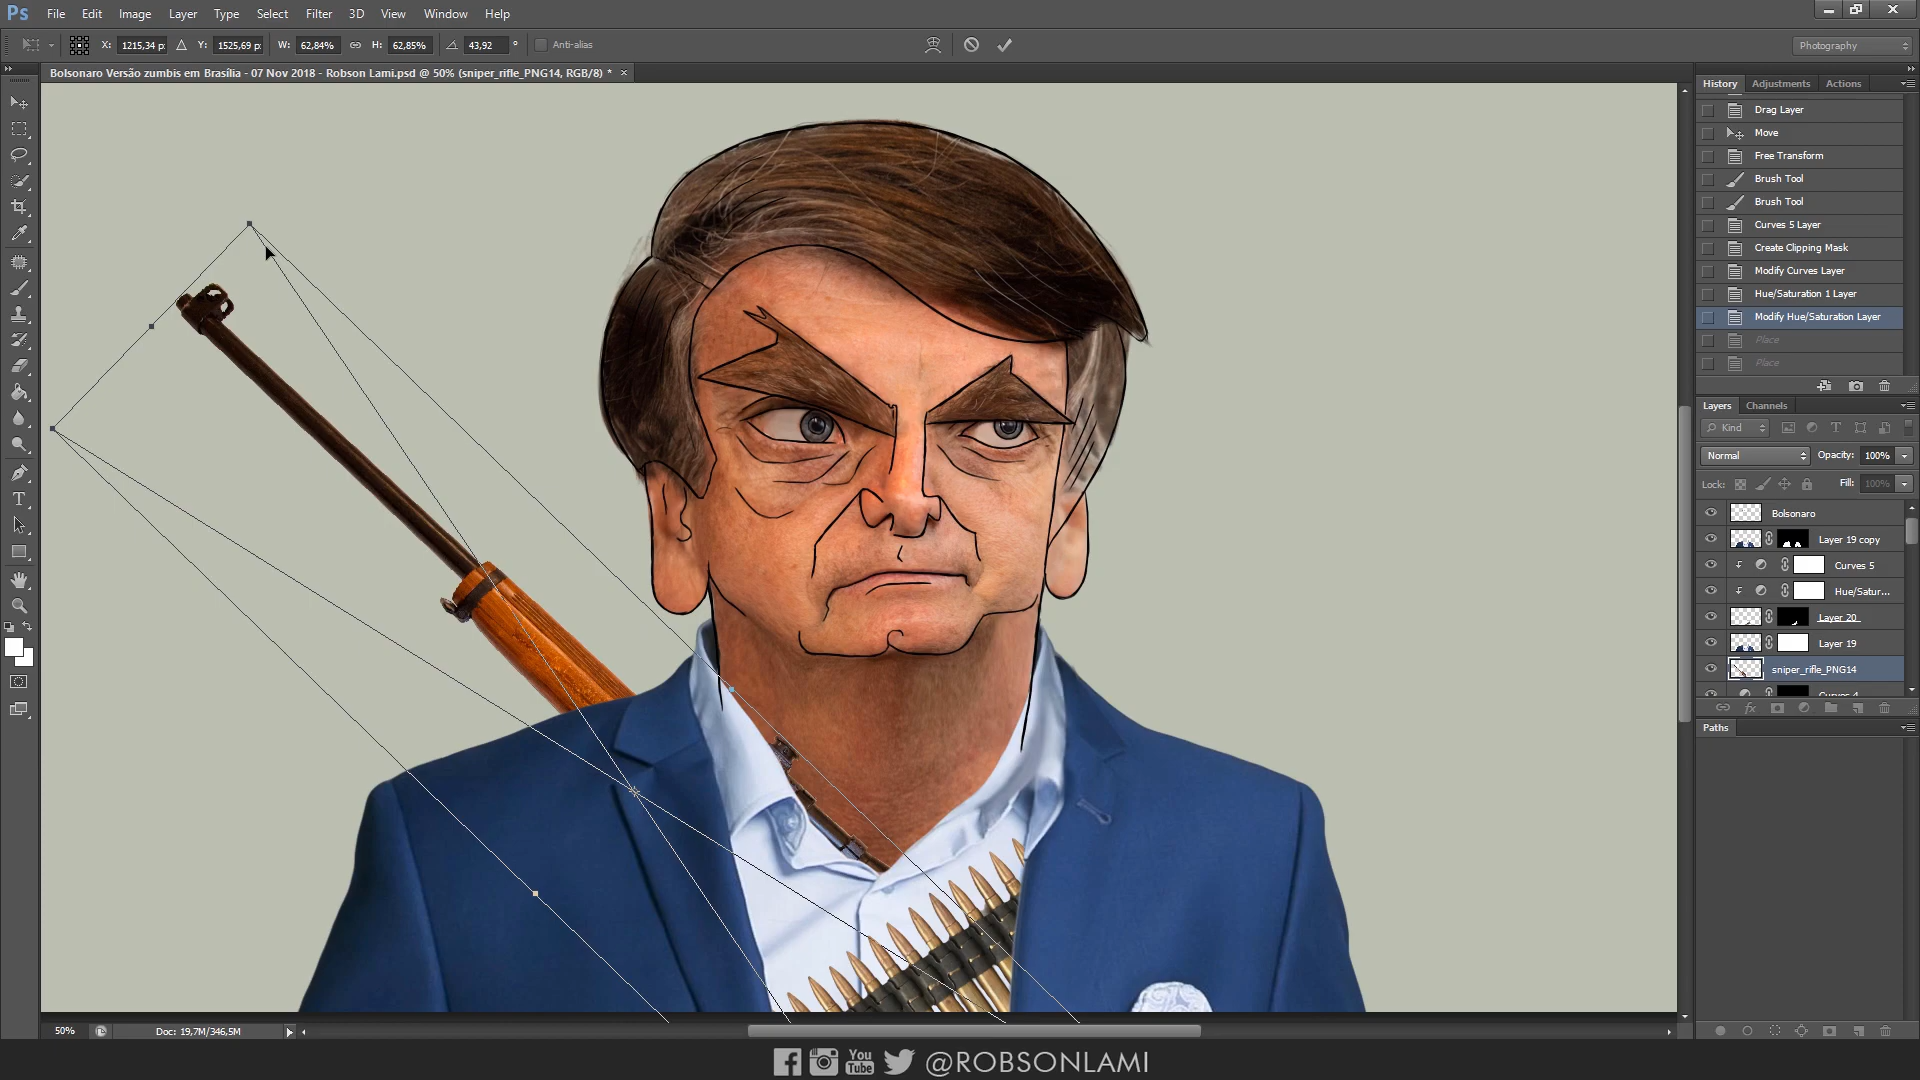 Ps File Edit Image Layer Type Select Filter 3D View Window Help
X: 1215,34 p Y: 1525,69 p W: 62,84% H: 62,85% 43,92 ° Anti-alias Photography
Bolsonaro Versão zumbis em Brasília - 07 Nov 2018 - Robson Lami.psd @ 50% (sniper_rifle_PNG14, RGB/8) * ×
History Adjustments Actions
Drag Layer
Move
Free Transform
Brush Tool
Brush Tool
Curves 5 Layer
Create Clipping Mask
Modify Curves Layer
Hue/Saturation 1 Layer
Modify Hue/Saturation Layer
Place
Place
Layers Channels
Kind
Normal Opacity: 100%
Lock: Fill: 100%
Bolsonaro
Layer 19 copy
Curves 5
Hue/Satur...
Layer 20
Layer 19
sniper_rifle_PNG14
Curves 4
Paths
50% Doc: 19,7M/346,5M
You Tube @ROBSONLAMI